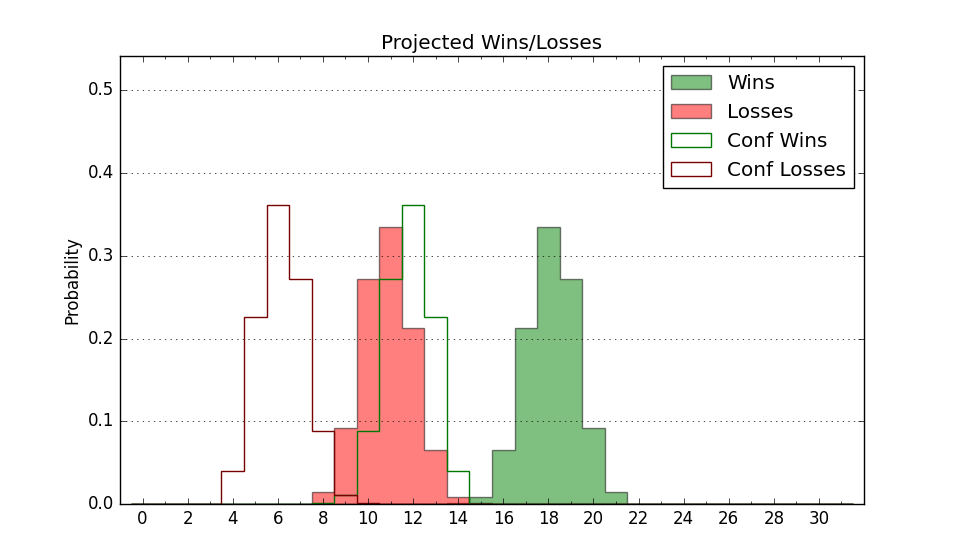 Projected Wins/Losses
Wins
Losses
Conf Wins
Conf Losses
Probability
0.5
0.4
0.3
0.2
0.1
0.0
0 2 4 6 8 10 12 14 16 18 20 22 24 26 28 30